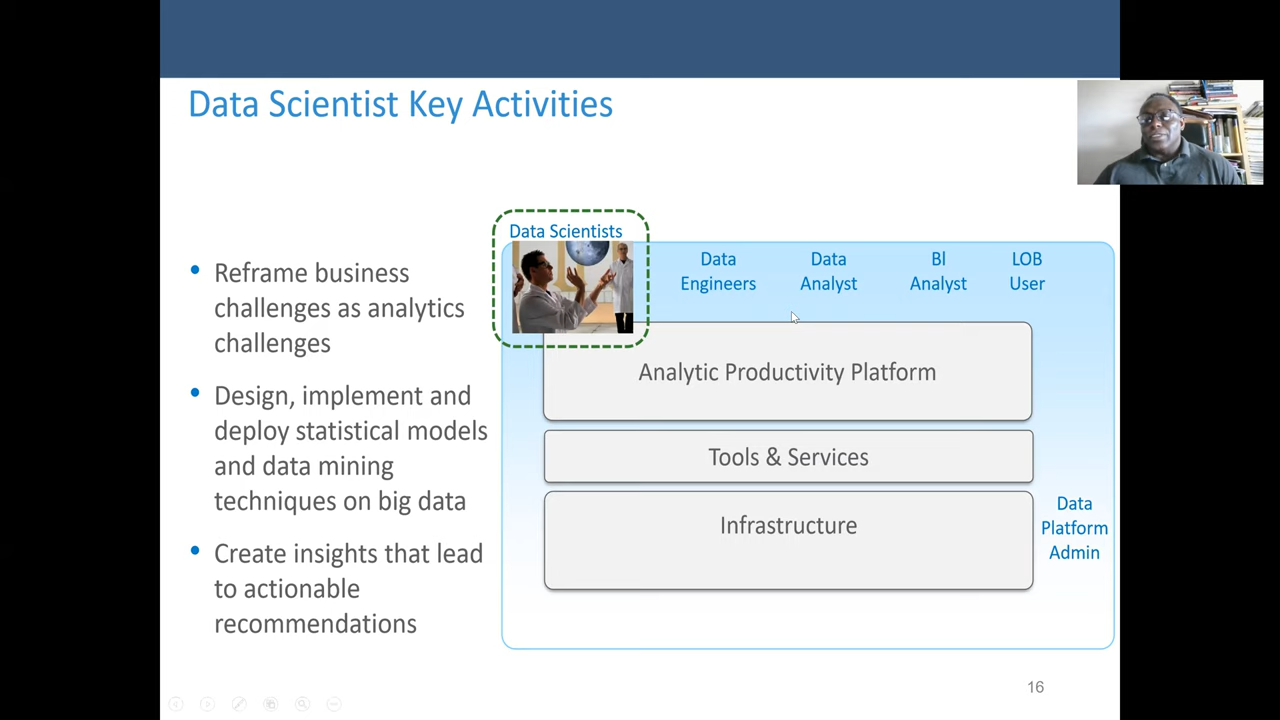 Data Scientist Key Activities
Reframe business
challenges as analytics
challenges
Design, implement and
deploy statistical models
and data mining
techniques on big data
Create insights that lead
to actionable
recommendations
Data Scientists
Data
Engineers
Data
Analyst
BI
Analyst
LOB
User
Analytic Productivity Platform
Tools & Services
Infrastructure
Data
Platform
Admin
16